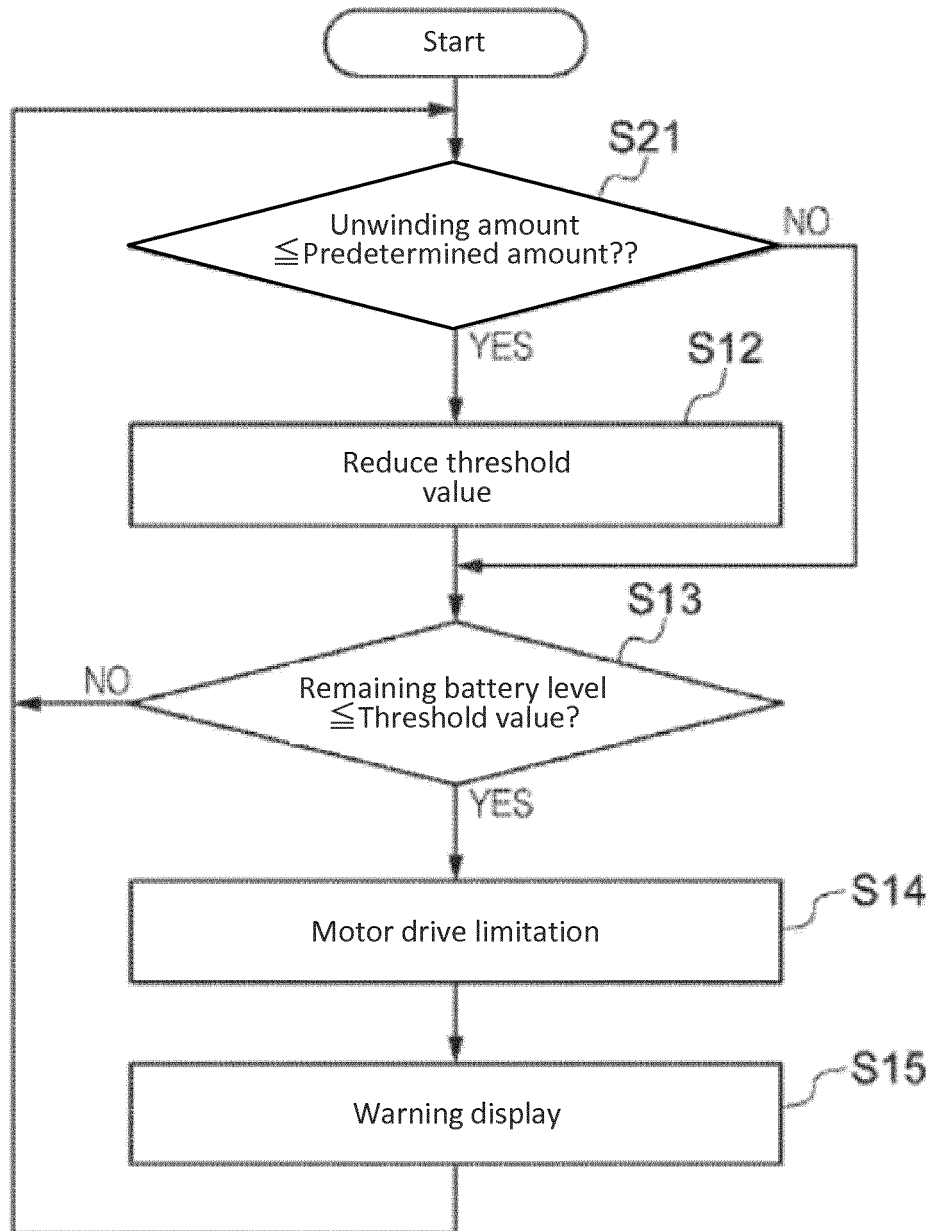 Start
S21
Unwinding amount
≦Predetermined amount??
NO
YES
S12
Reduce threshold
value
S13
NO
Remaining battery level
≦Threshold value?
YES
S14
Motor drive limitation
S15
Warning display